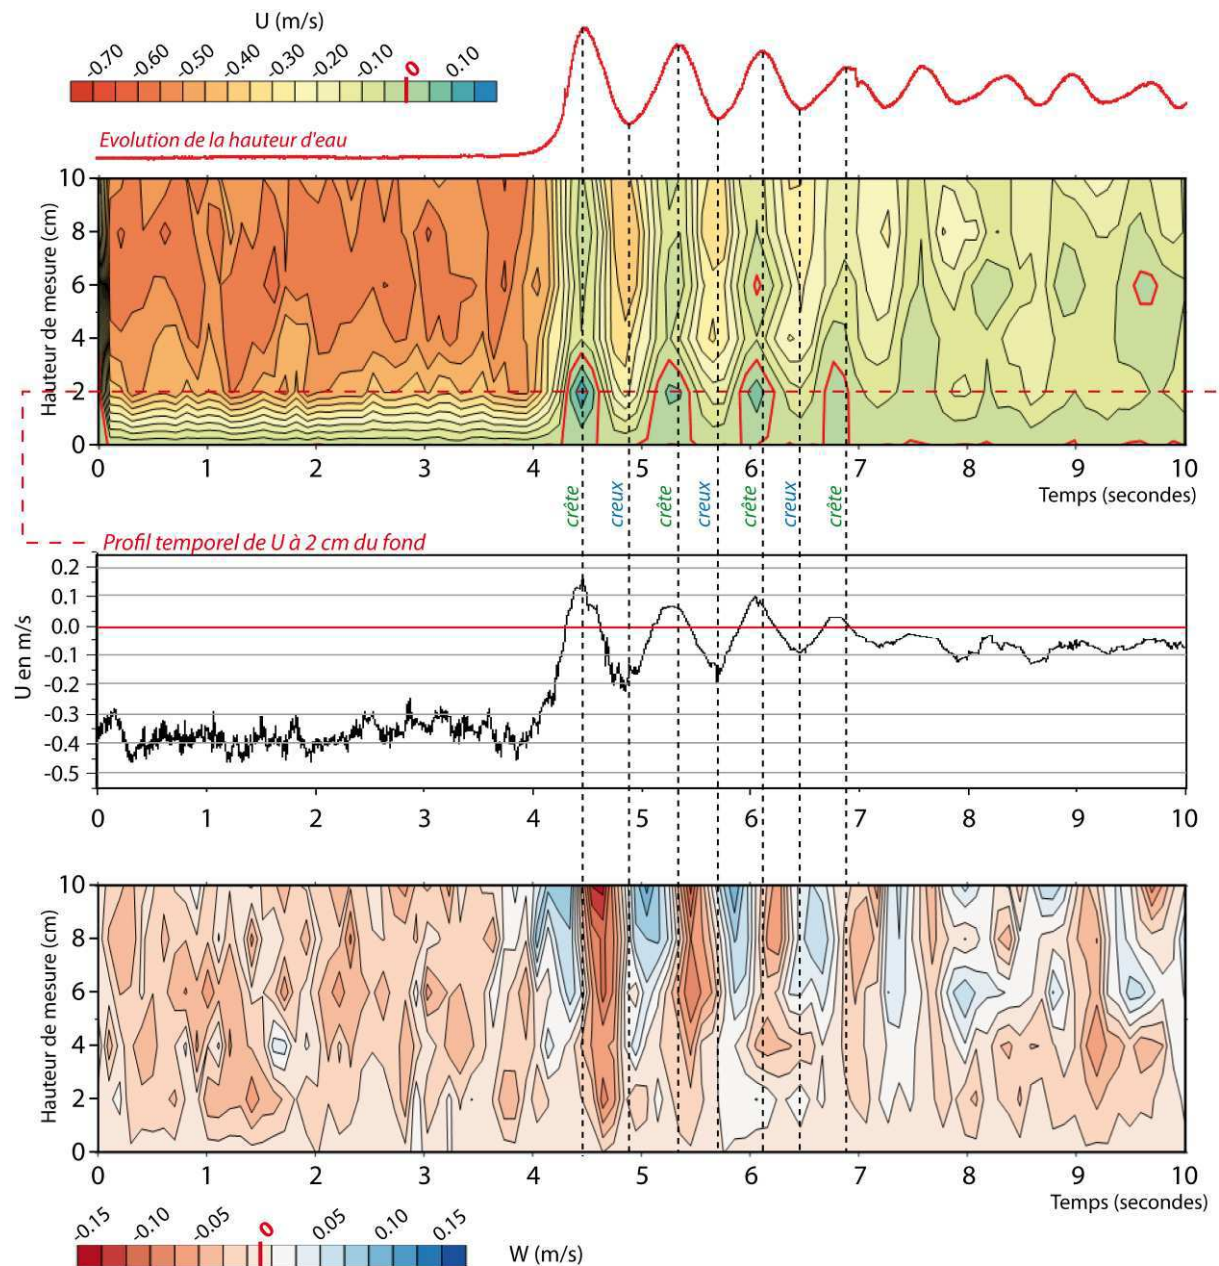 U (m/s)
-0.70 -0.60 -0.50 -0.40 -0.30 -0.20 -0.10 0 0.10
Evolution de la hauteur d'eau
Hauteur de mesure (cm)
10
8
6
4
2
0
0 1 2 3 4 5 6 7 8 9 10
Temps (secondes)
crête creux crête creux crête creux crête
Profil temporel de U à 2 cm du fond
U en m/s
0.2
0.1
0.0
-0.1
-0.2
-0.3
-0.4
-0.5
0 1 2 3 4 5 6 7 8 9 10
Hauteur de mesure (cm)
10
8
6
4
2
0
0 1 2 3 4 5 6 7 8 9 10
Temps (secondes)
-0.15 -0.10 -0.05 0 0.05 0.10 0.15
W (m/s)